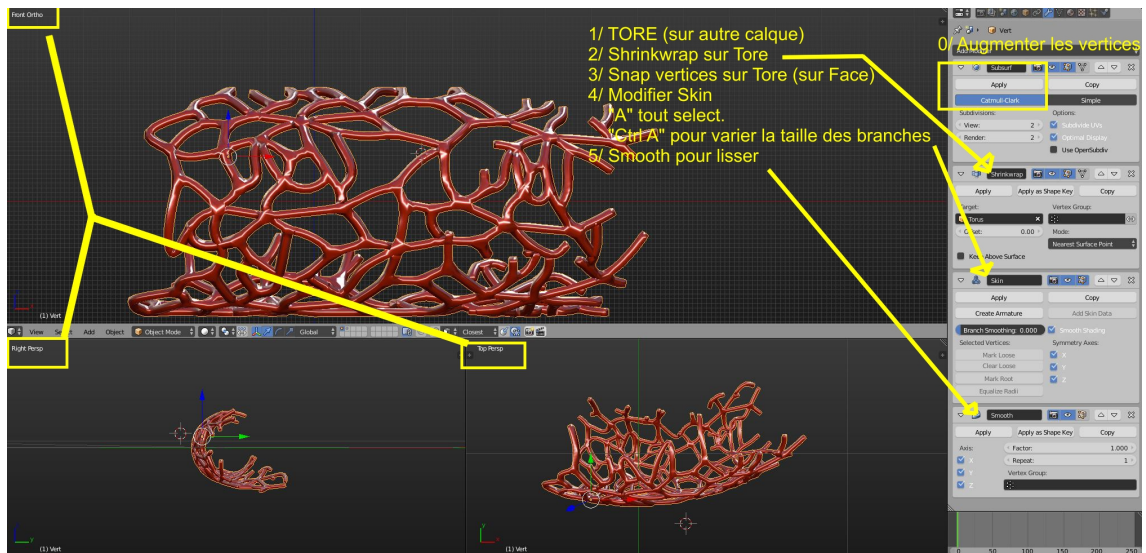 Front Ortho
1/ TORE (sur autre calque)
2/ Shrinkwrap sur Tore
3/ Snap vertices sur Tore (sur Face)
4/ Modifier Skin
"A" tout select.
"Ctrl A" pour varier la taille des branches
5/ Smooth pour lisser
(1) Vert
View Select Add Object Object Mode Global Closest
Right Persp
(1) Vert
Top Persp
(1) Vert
Vert
0/ Augmenter les vertices
Subsurf
Apply Copy
Catmull-Clark Simple
Subdivisions: Options:
View: 2 Subdivide UVs
Render: 2 Optimal Display
Use OpenSubdiv
Shrinkwrap
Apply Apply as Shape Key Copy
Target: Vertex Group:
Torus
Offset: 0.00 Mode:
Nearest Surface Point
Keep Above Surface
Skin
Apply Copy
Create Armature Add Skin Data
Branch Smoothing: 0.000 Smooth Shading
Selected Vertices: Symmetry Axes:
Mark Loose X
Clear Loose Y
Mark Root Z
Equalize Radii
Smooth
Apply Apply as Shape Key Copy
Axis: Factor: 1.000
X Repeat: 1
Y Vertex Group:
Z
0 50 100 150 200 250